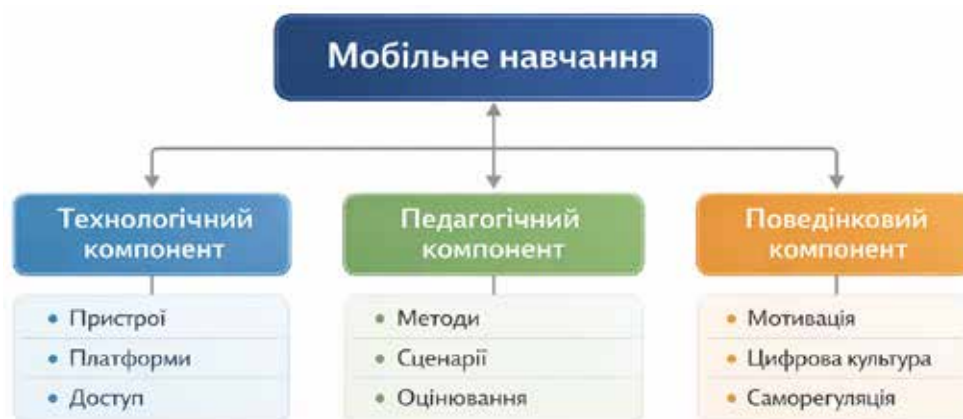 Мобільне навчання
Технологічний
компонент
Педагогічний
компонент
Поведінковий
компонент
Пристрої
Платформи
Доступ
Методи
Сценарії
Оцінювання
Мотивація
Цифрова культура
Саморегуляція